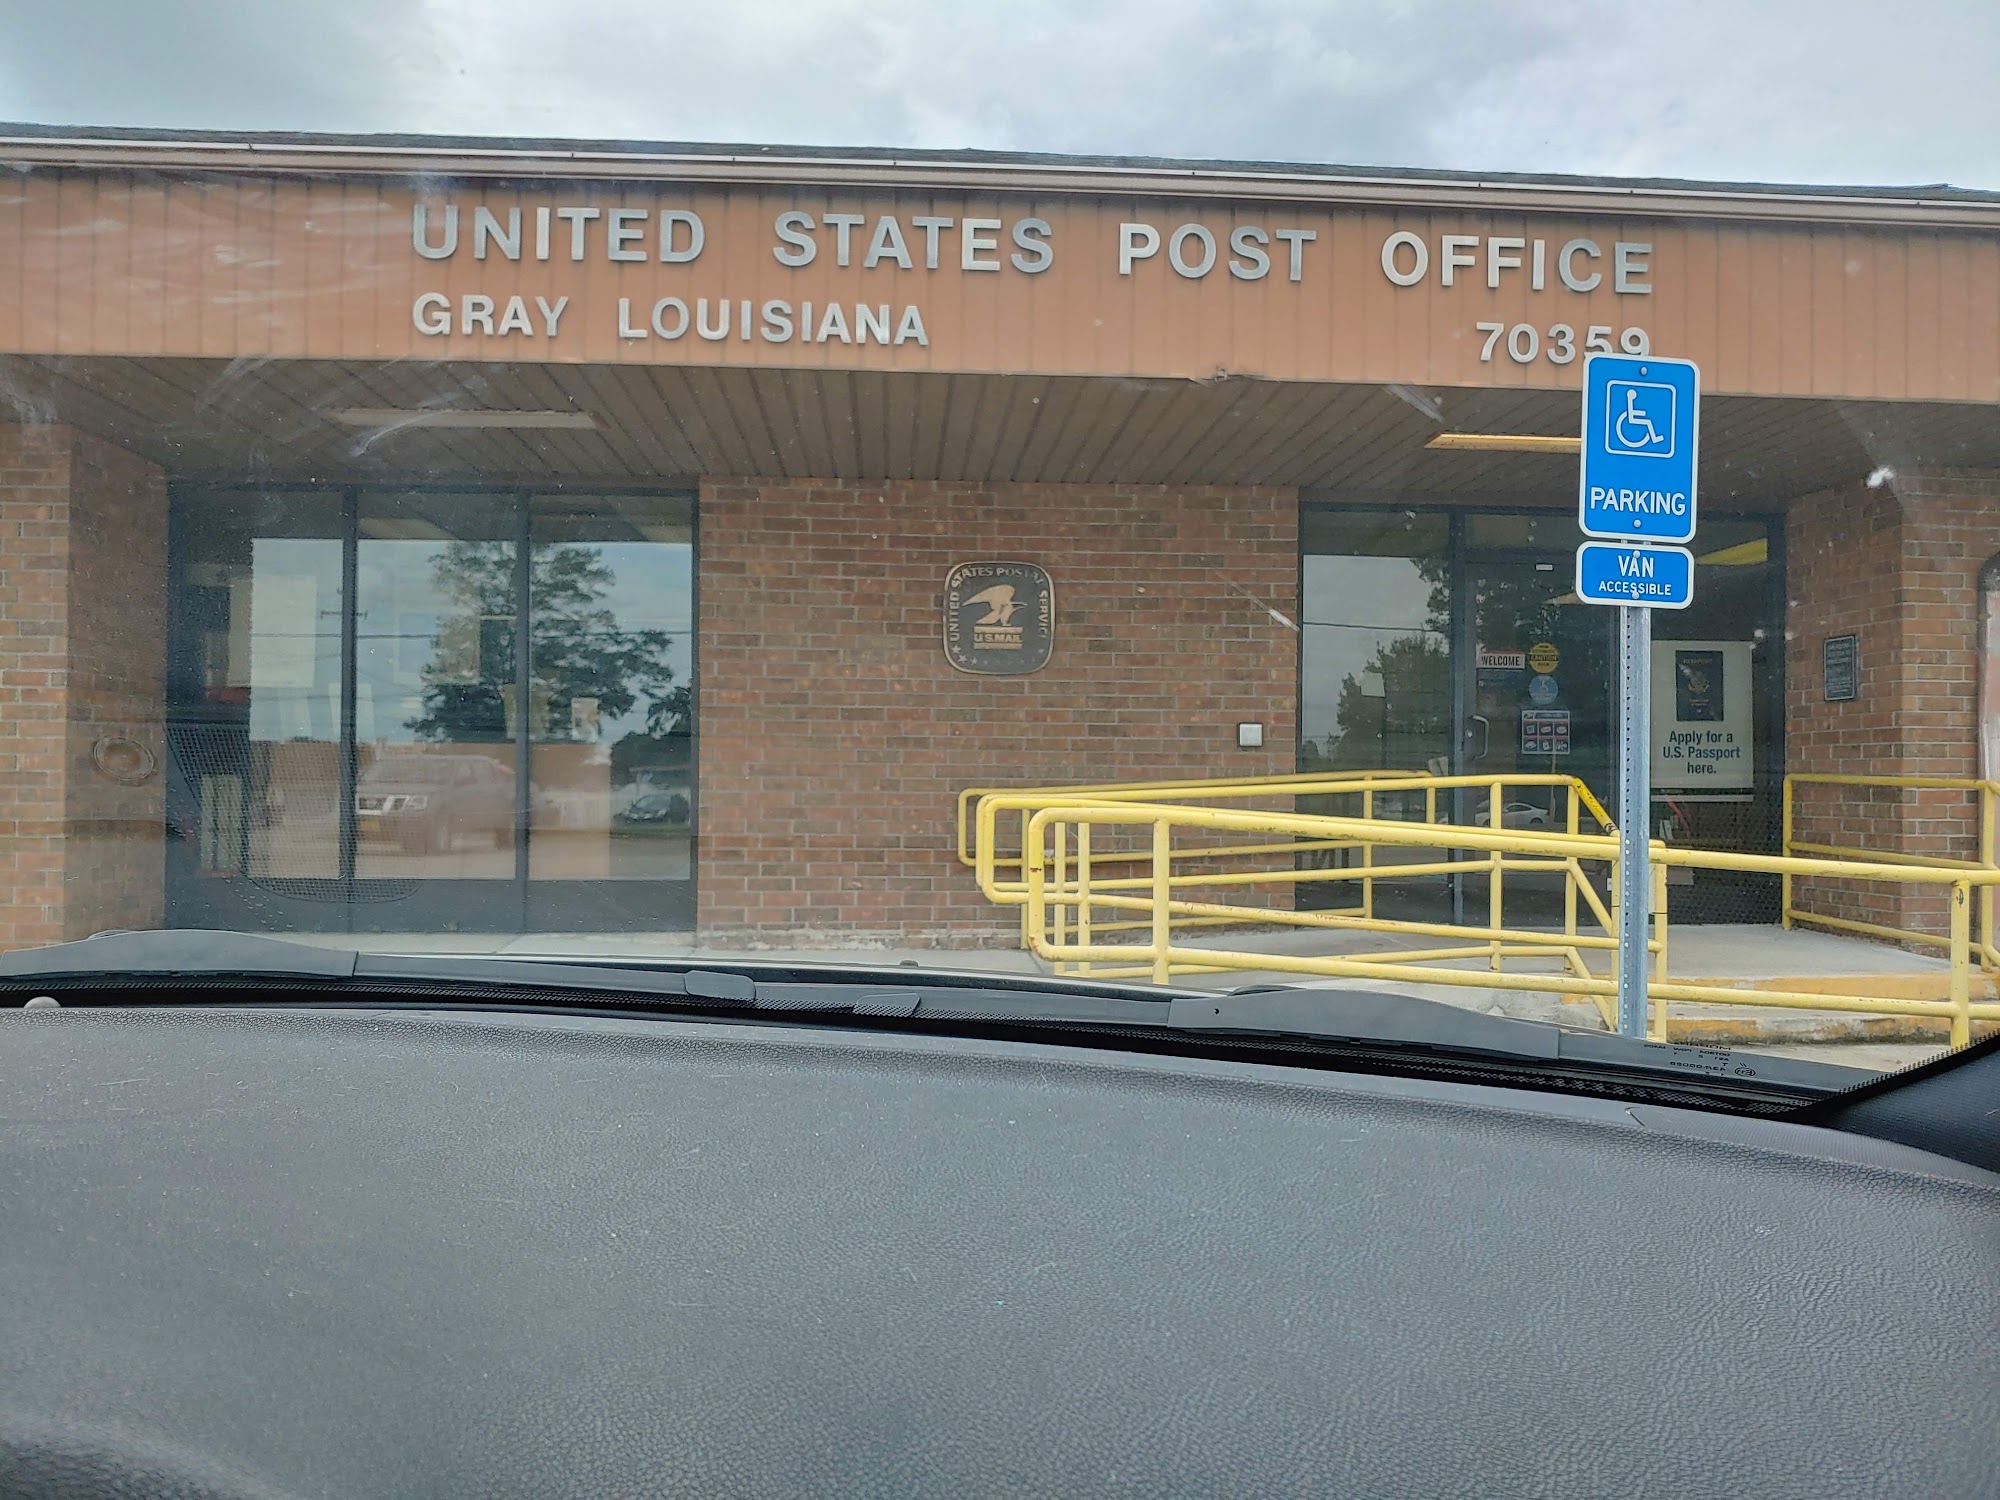 UNITED STATES POST OFFICE
GRAY LOUISIANA
70359
PARKING
VAN
ACCESSIBLE
UNITED STATES POSTAL SERVICE
U.S.MAIL
WELCOME
Apply for a
U.S. Passport
here.